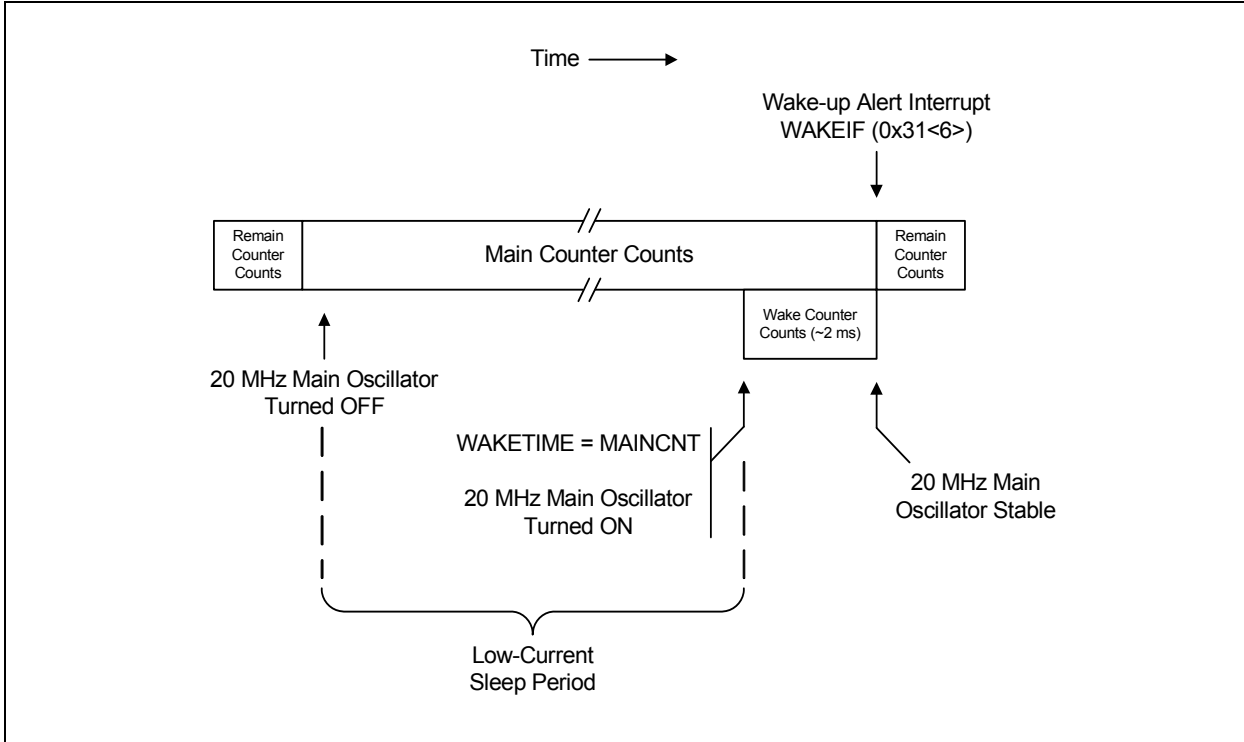 Time
Wake-up Alert Interrupt
WAKEIF (0x31<6>)
Remain
Counter
Counts
Main Counter Counts
Remain
Counter
Counts
Wake Counter
Counts (~2 ms)
20 MHz Main Oscillator
Turned OFF
WAKETIME = MAINCNT
20 MHz Main Oscillator
Turned ON
20 MHz Main
Oscillator Stable
Low-Current
Sleep Period